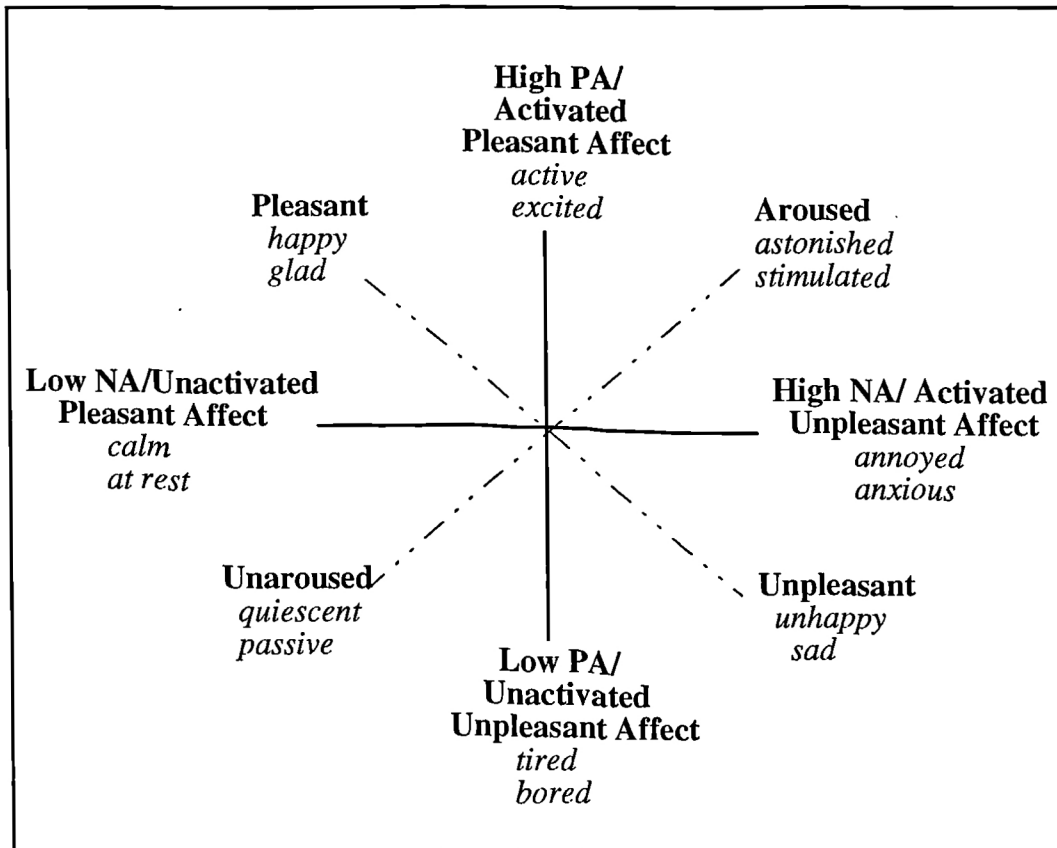 High PA/
Activated
Pleasant Affect
active
excited
Pleasant
happy
glad
Aroused
astonished
stimulated
Low NA/Unactivated
Pleasant Affect
calm
at rest
High NA/ Activated
Unpleasant Affect
annoyed
anxious
Unaroused
quiescent
passive
Unpleasant
unhappy
sad
Low PA/
Unactivated
Unpleasant Affect
tired
bored